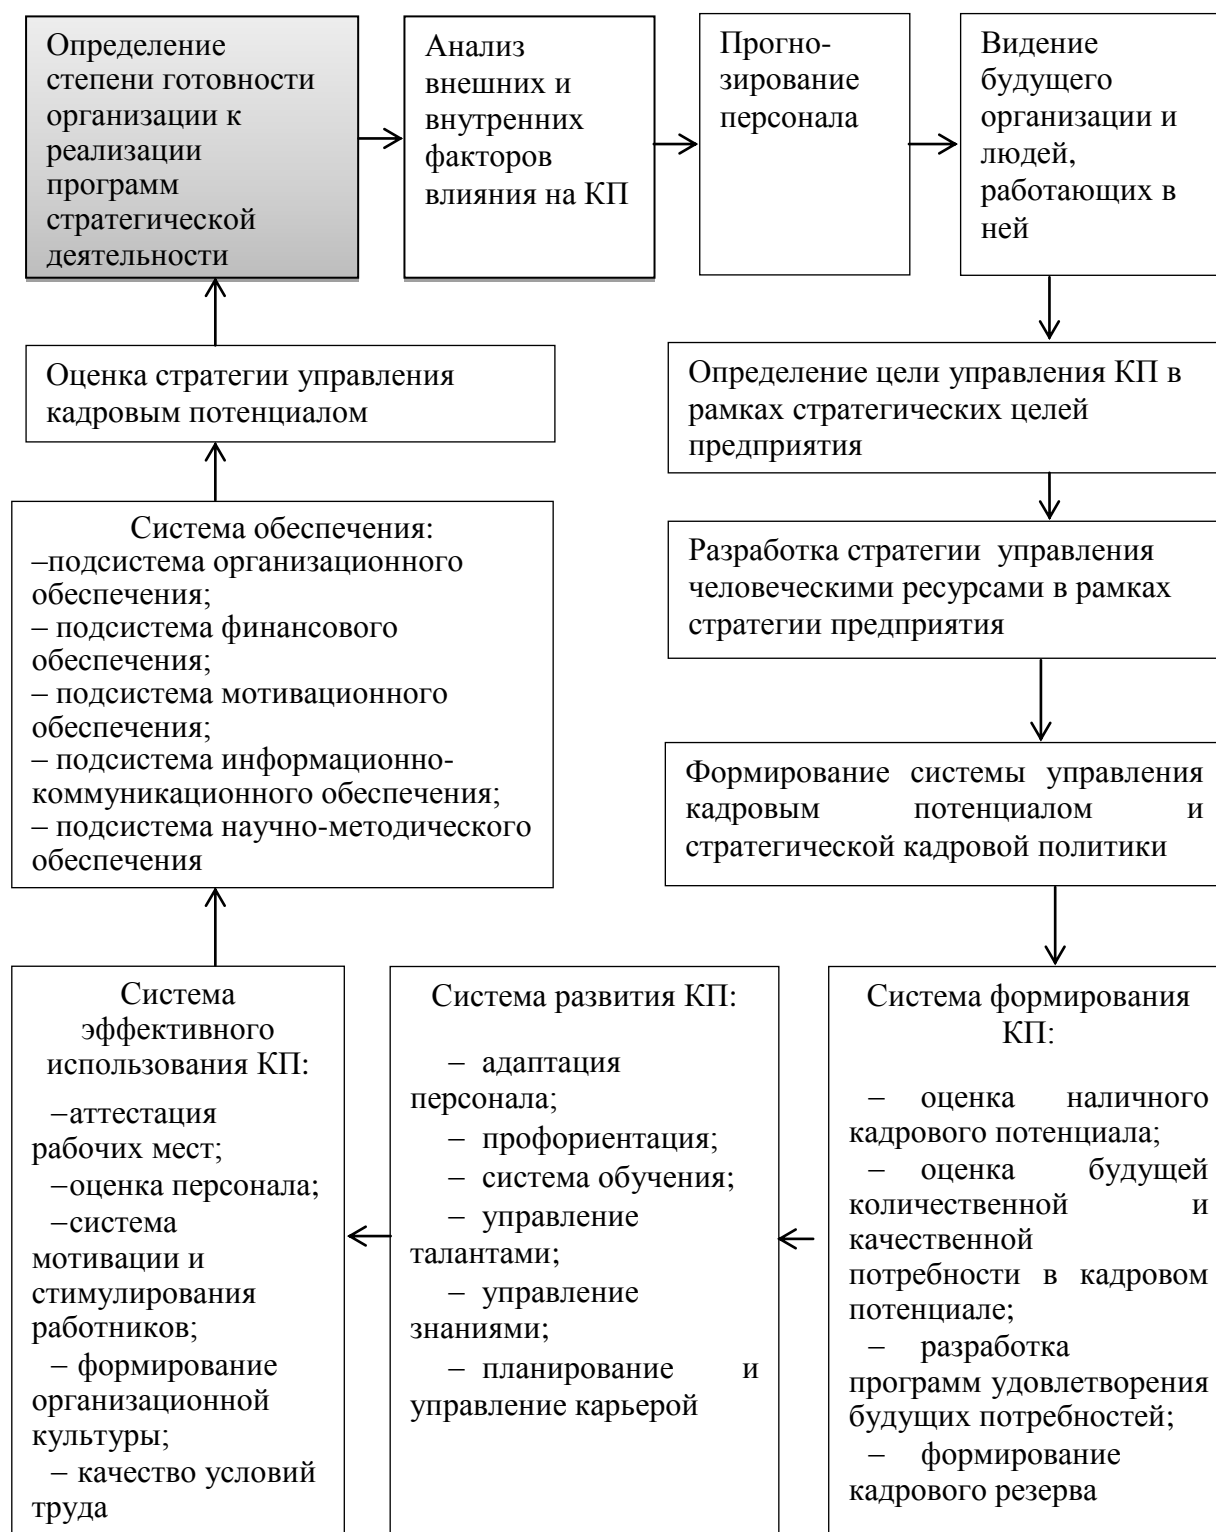 Определение
степени готовности
организации к
реализации
программ
стратегической
деятельности
Анализ
внешних и
внутренних
факторов
влияния на КП
Прогно-
зирование
персонала
Видение
будущего
организации и
людей,
работающих в
ней
Определение цели управления КП в
рамках стратегических целей
предприятия
Разработка стратегии управления
человеческими ресурсами в рамках
стратегии предприятия
Формирование системы управления
кадровым потенциалом и
стратегической кадровой политики
Система формирования
КП:
– оценка наличного
кадрового потенциала;
– оценка будущей
количественной и
качественной
потребности в кадровом
потенциале;
– разработка
программ удовлетворения
будущих потребностей;
– формирование
кадрового резерва
Система развития КП:
– адаптация
персонала;
– профориентация;
– система обучения;
– управление
талантами;
– управление
знаниями;
– планирование и
управление карьерой
Система
эффективного
использования КП:
–аттестация
рабочих мест;
–оценка персонала;
–система
мотивации и
стимулирования
работников;
– формирование
организационной
культуры;
– качество условий
труда
Система обеспечения:
–подсистема организационного
обеспечения;
– подсистема финансового
обеспечения;
– подсистема мотивационного
обеспечения;
– подсистема информационно-
коммуникационного обеспечения;
– подсистема научно-методического
обеспечения
Оценка стратегии управления
кадровым потенциалом